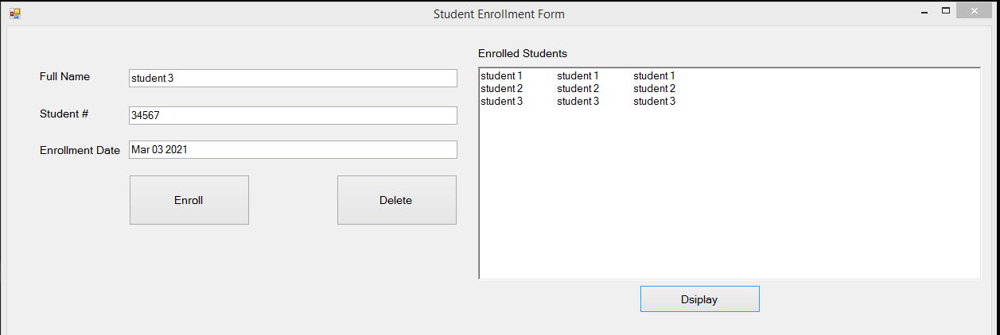 Student Enrollment Form
Full Name student 3
Student # 34567
Enrollment Date Mar 03 2021
Enroll Delete
Enrolled Students
student 1 student 1 student 1
student 2 student 2 student 2
student 3 student 3 student 3
Dsiplay